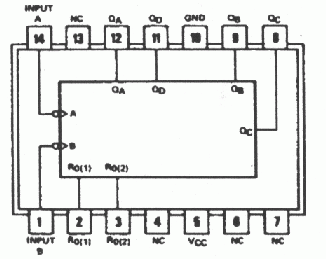 INPUT
A NC QA QD GND QB QC
14 13 12 11 10 9 8
QA QD QB
A
QC
B
R0(1) R0(2)
1 2 3 4 5 6 7
INPUT
B R0(1) R0(2) NC VCC NC NC